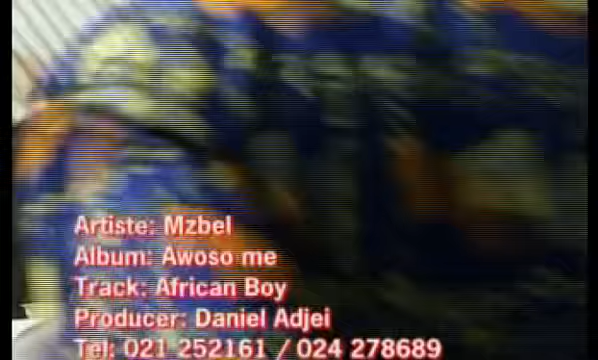 Artiste: Mzbel
Album: Awoso me
Track: African Boy
Producer: Daniel Adjei
Tel: 021 252161 / 024 278689